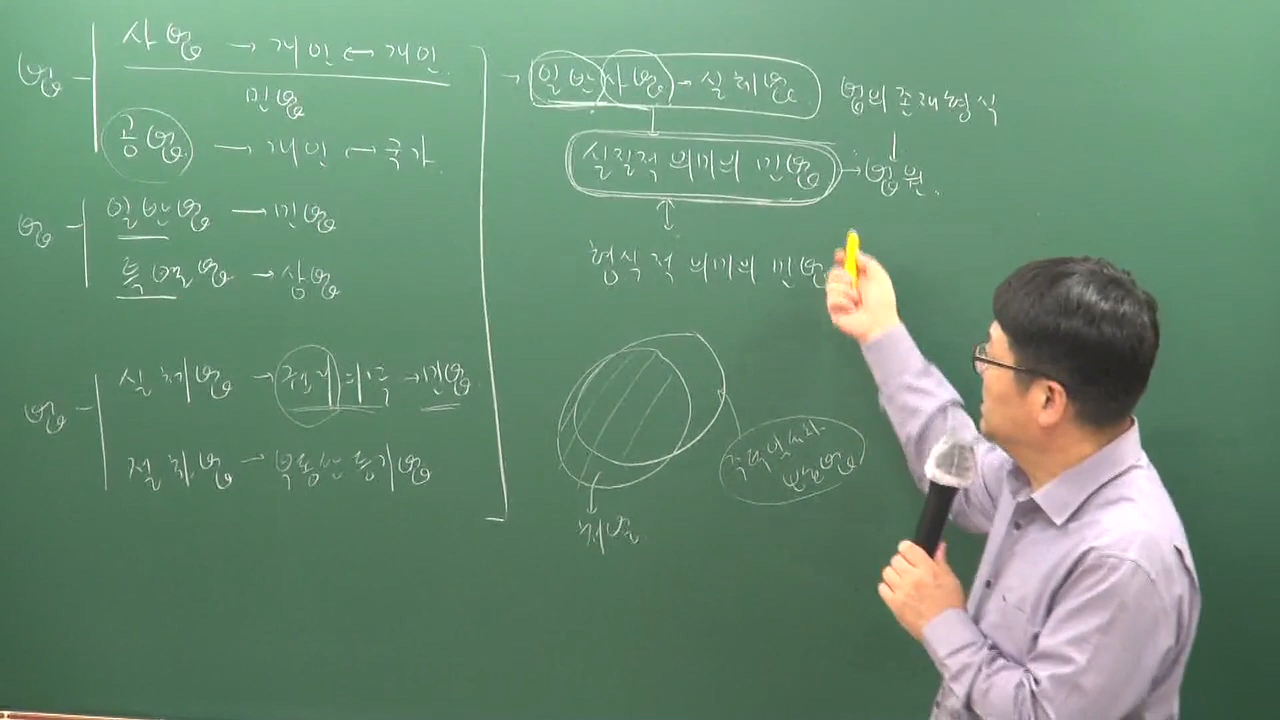 법
사법 → 개인 ↔ 개인
민법
공법 → 개인 ↔ 국가
법
일반법 → 민법
특별법 → 상법
법
실체법 → 권리 의무 → 민법
절차법 → 부동산등기법
→ 일반사법 - 실체법
실질적 의미의 민법
↕
형식적 의미의 민법
법의 존재형식
↓
→ 법원